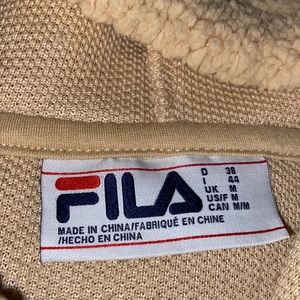 FILA
D 38
I 44
UK M
US/F M
CAN M/M
MADE IN CHINA/FABRIQUÉ EN CHINE
/HECHO EN CHINA